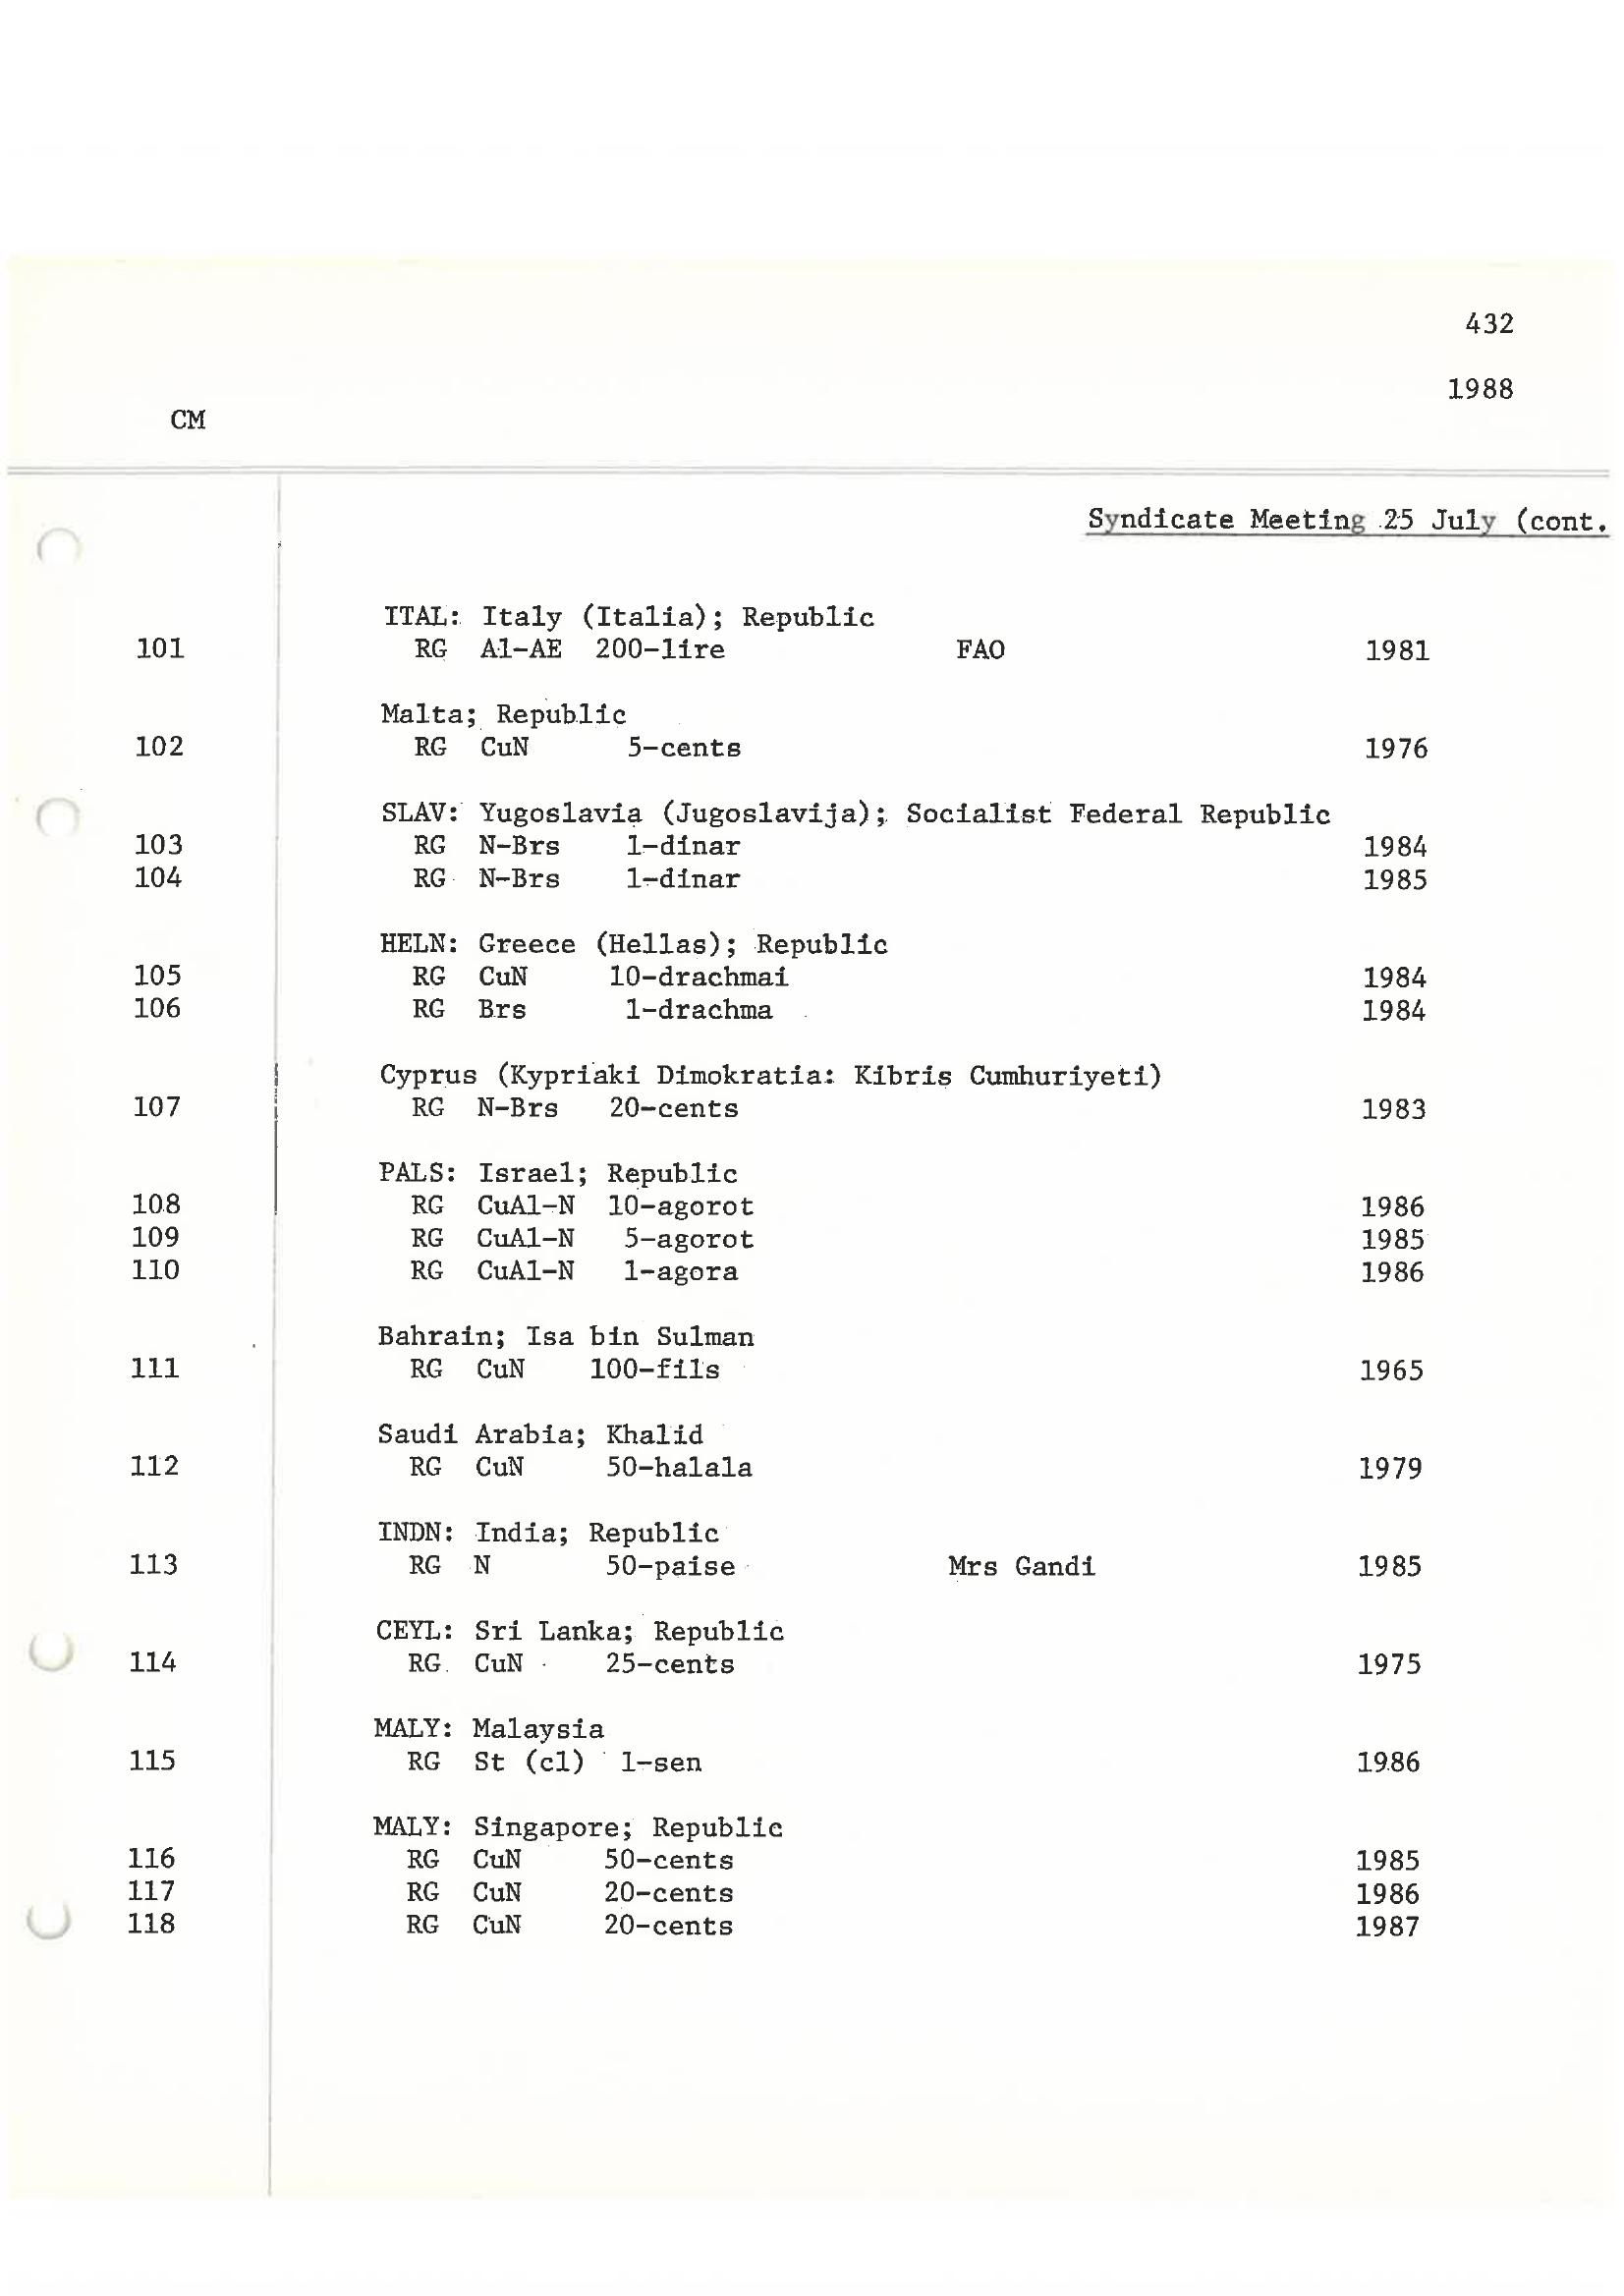 432
1988
CM
Syndicate Meeting 25 July (cont.
ITAL: Italy (Italia); Republic
101 RG Al-AE 200-lire FAO 1981
Malta; Republic
102 RG CuN 5-cents 1976
SLAV: Yugoslavia (Jugoslavija); Socialist Federal Republic
103 RG N-Brs 1-dinar 1984
104 RG N-Brs 1-dinar 1985
HELN: Greece (Hellas); Republic
105 RG CuN 10-drachmai 1984
106 RG Brs 1-drachma 1984
Cyprus (Kypriaki Dimokratia: Kibris Cumhuriyeti)
107 RG N-Brs 20-cents 1983
PALS: Israel; Republic
108 RG CuAl-N 10-agorot 1986
109 RG CuAl-N 5-agorot 1985
110 RG CuAl-N 1-agora 1986
Bahrain; Isa bin Sulman
111 RG CuN 100-fils 1965
Saudi Arabia; Khalid
112 RG CuN 50-halala 1979
INDN: India; Republic
113 RG N 50-paise Mrs Gandi 1985
CEYL: Sri Lanka; Republic
114 RG CuN 25-cents 1975
MALY: Malaysia
115 RG St (cl) 1-sen 1986
MALY: Singapore; Republic
116 RG CuN 50-cents 1985
117 RG CuN 20-cents 1986
118 RG CuN 20-cents 1987